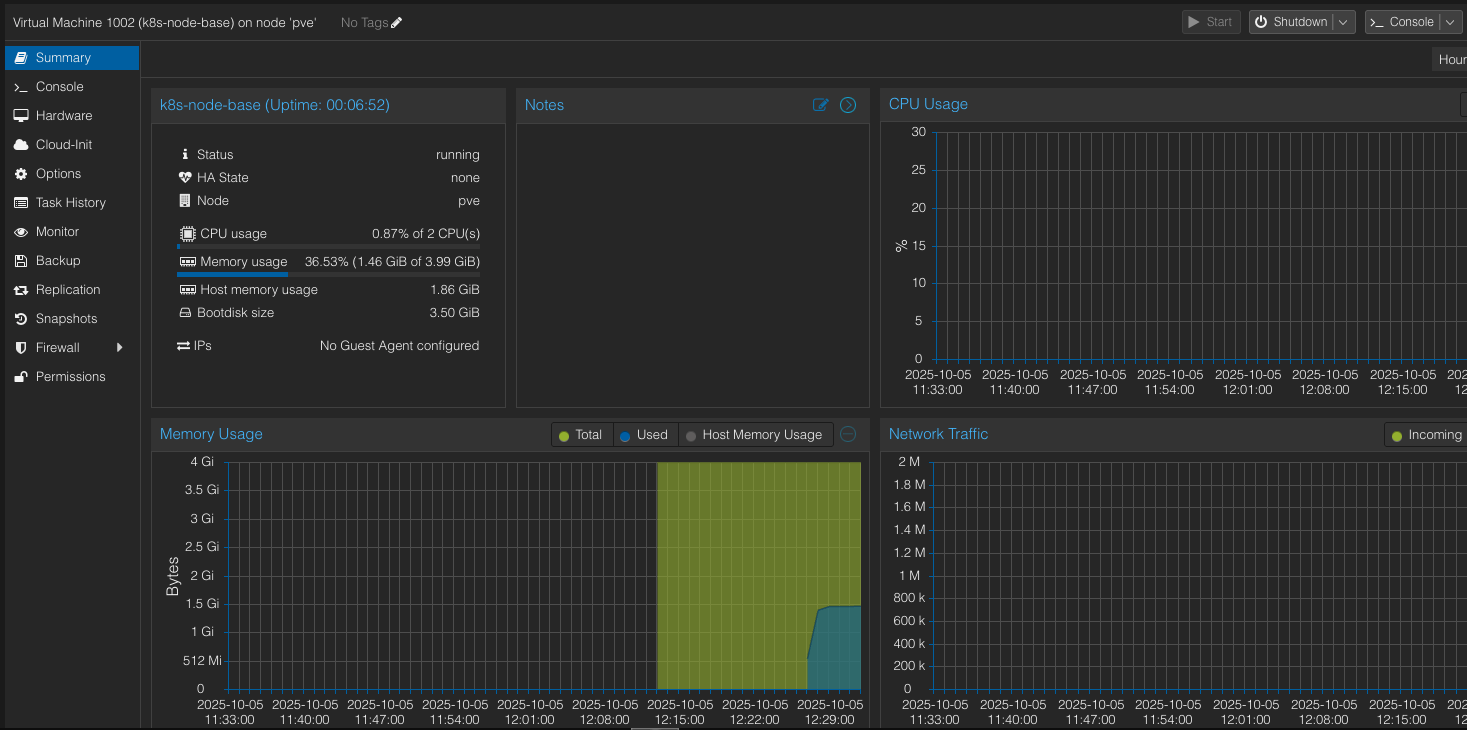 Virtual Machine 1002 (k8s-node-base) on node 'pve' No Tags Start Shutdown Console
Summary
Console
Hardware
Cloud-Init
Options
Task History
Monitor
Backup
Replication
Snapshots
Firewall
Permissions
Hour
k8s-node-base (Uptime: 00:06:52)
Status running
HA State none
Node pve
CPU usage 0.87% of 2 CPU(s)
Memory usage 36.53% (1.46 GiB of 3.99 GiB)
Host memory usage 1.86 GiB
Bootdisk size 3.50 GiB
IPs No Guest Agent configured
Notes
CPU Usage
30
25
20
%
15
10
5
0
2025-10-05 2025-10-05 2025-10-05 2025-10-05 2025-10-05 2025-10-05 2025-10-05 202
11:33:00 11:40:00 11:47:00 11:54:00 12:01:00 12:08:00 12:15:00 12
Memory Usage Total Used Host Memory Usage
4 Gi
3.5 Gi
3 Gi
2.5 Gi
Bytes
2 Gi
1.5 Gi
1 Gi
512 Mi
0
2025-10-05 2025-10-05 2025-10-05 2025-10-05 2025-10-05 2025-10-05 2025-10-05 2025-10-05 2025-10-05
11:33:00 11:40:00 11:47:00 11:54:00 12:01:00 12:08:00 12:15:00 12:22:00 12:29:00
Network Traffic Incoming
2 M
1.8 M
1.6 M
1.4 M
1.2 M
1 M
800 k
600 k
400 k
200 k
0
2025-10-05 2025-10-05 2025-10-05 2025-10-05 2025-10-05 2025-10-05 2025-10-05 202
11:33:00 11:40:00 11:47:00 11:54:00 12:01:00 12:08:00 12:15:00 12